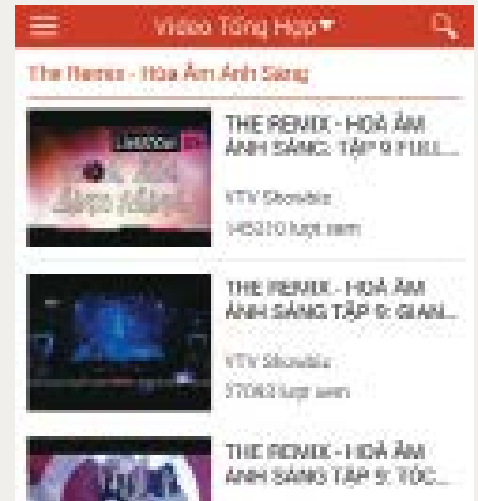 Video Tổng Hợp
The Remix - Hòa Âm Ánh Sáng
THE REMIX - HOÀ ÂM
ÁNH SÁNG: TẬP 9 FULL...
VTV Showbiz
145210 lượt xem
THE REMIX - HOÀ ÂM
ÁNH SÁNG TẬP 9: GIAN...
VTV Showbiz
lượt xem
THE REMIX - HOÀ ÂM
ÁNH SÁNG TẬP 9: TÓC...